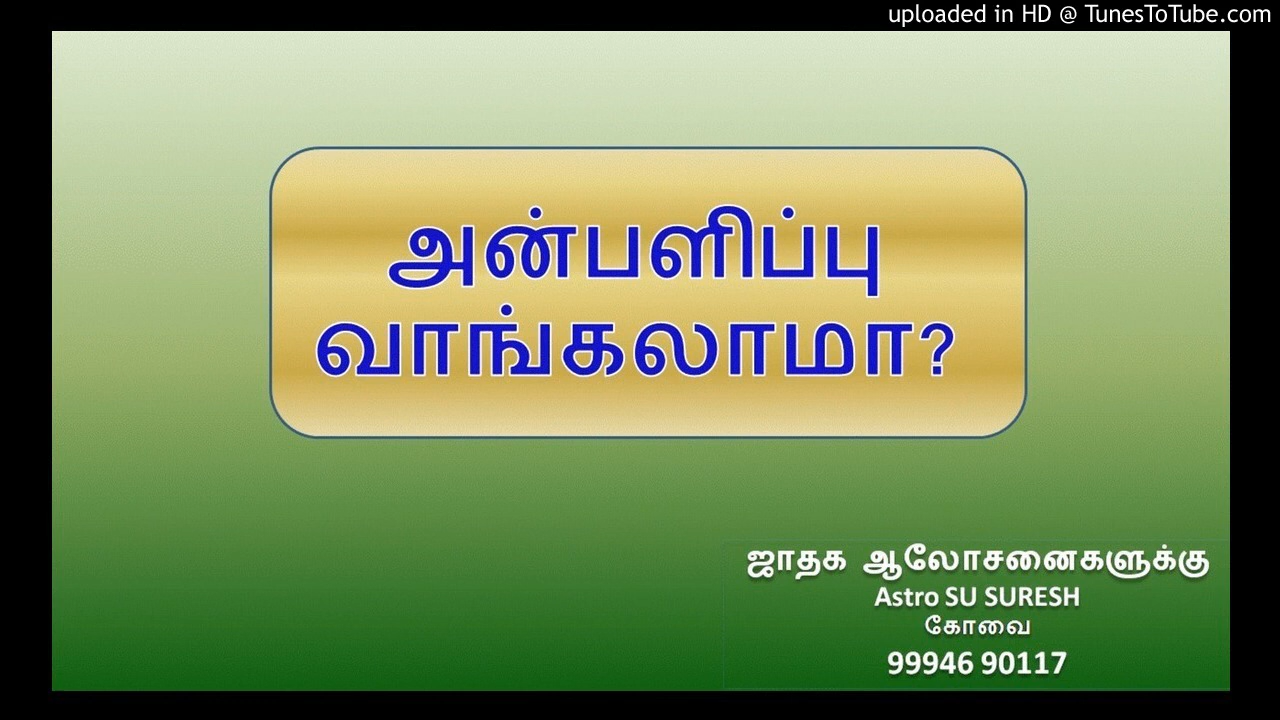 uploaded in HD @ TunesToTube.com
அன்பளிப்பு
வாங்கலாமா?
ஜாதக ஆலோசனைகளுக்கு
Astro SU SURESH
கோவை
99946 90117